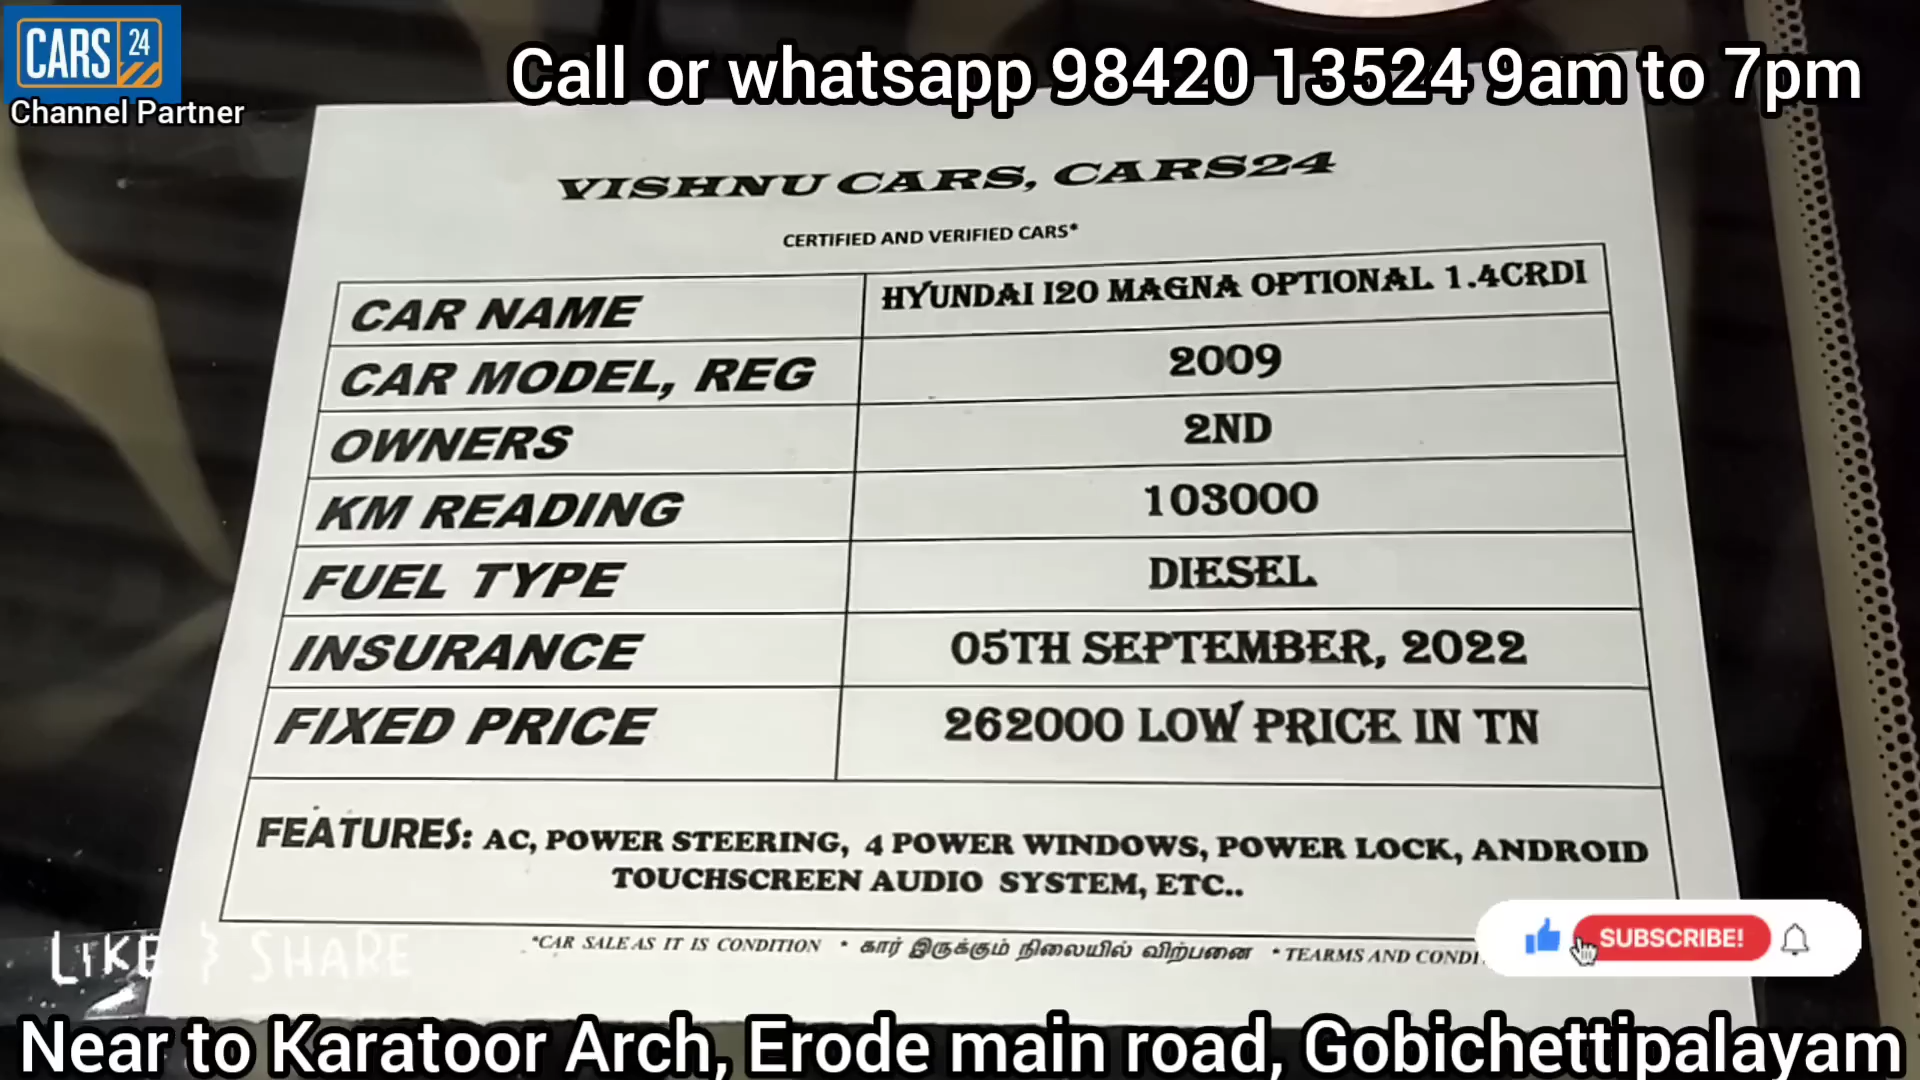 CARS 24
Channel Partner
Call or whatsapp 98420 13524 9am to 7pm
VISHNU CARS, CARS24
CERTIFIED AND VERIFIED CARS*
CAR NAME HYUNDAI I20 MAGNA OPTIONAL 1.4CRDI
CAR MODEL, REG 2009
OWNERS 2ND
KM READING 103000
FUEL TYPE DIESEL
INSURANCE 05TH SEPTEMBER, 2022
FIXED PRICE 262000 LOW PRICE IN TN
FEATURES: AC, POWER STEERING, 4 POWER WINDOWS, POWER LOCK, ANDROID
TOUCHSCREEN AUDIO SYSTEM, ETC..
*CAR SALE AS IT IS CONDITION * கார் இருக்கும் நிலையில் விற்பனை * TEARMS AND
SUBSCRIBE!
LIKE & SHARE
Near to Karatoor Arch, Erode main road, Gobichettipalayam